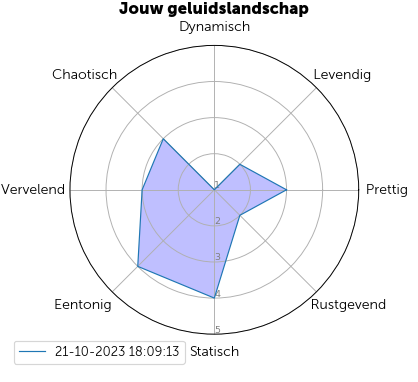 Jouw geluidslandschap
Dynamisch
Chaotisch
Levendig
Vervelend
Prettig
1
2
3
4
5
Eentonig
Rustgevend
21-10-2023 18:09:13
Statisch